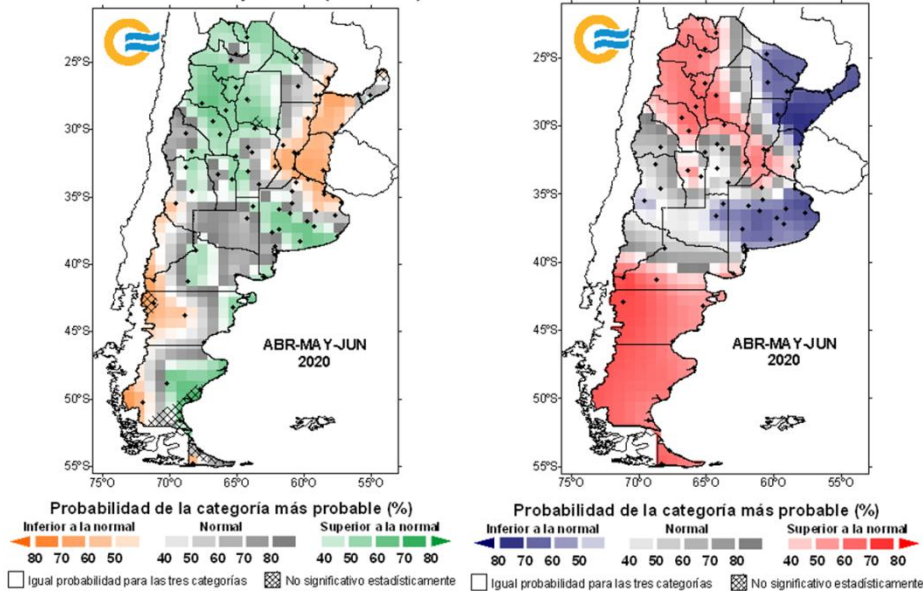 25°S
30°S
35°S
40°S
45°S
50°S
55°S
75°O 70°O 65°O 60°O 55°O
ABR-MAY-JUN
2020
Probabilidad de la categoría más probable (%)
Inferior a la normal Normal Superior a la normal
80 70 60 50 40 50 60 70 80 40 50 60 70 80
Igual probabilidad para las tres categorías No significativo estadísticamente
25°S
30°S
35°S
40°S
45°S
50°S
55°S
75°O 70°O 65°O 60°O 55°O
ABR-MAY-JUN
2020
Probabilidad de la categoría más probable (%)
Inferior a la normal Normal Superior a la normal
80 70 60 50 40 50 60 70 80 40 50 60 70 80
Igual probabilidad para las tres categorías No significativo estadísticamente